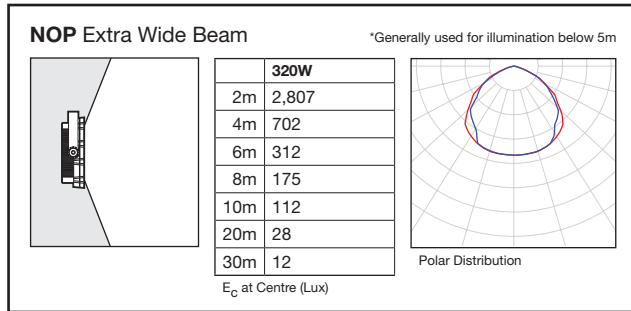 NOP Extra Wide Beam
*Generally used for illumination below 5m
320W
2m 2,807
4m 702
6m 312
8m 175
10m 112
20m 28
30m 12
EC at Centre (Lux)
Polar Distribution